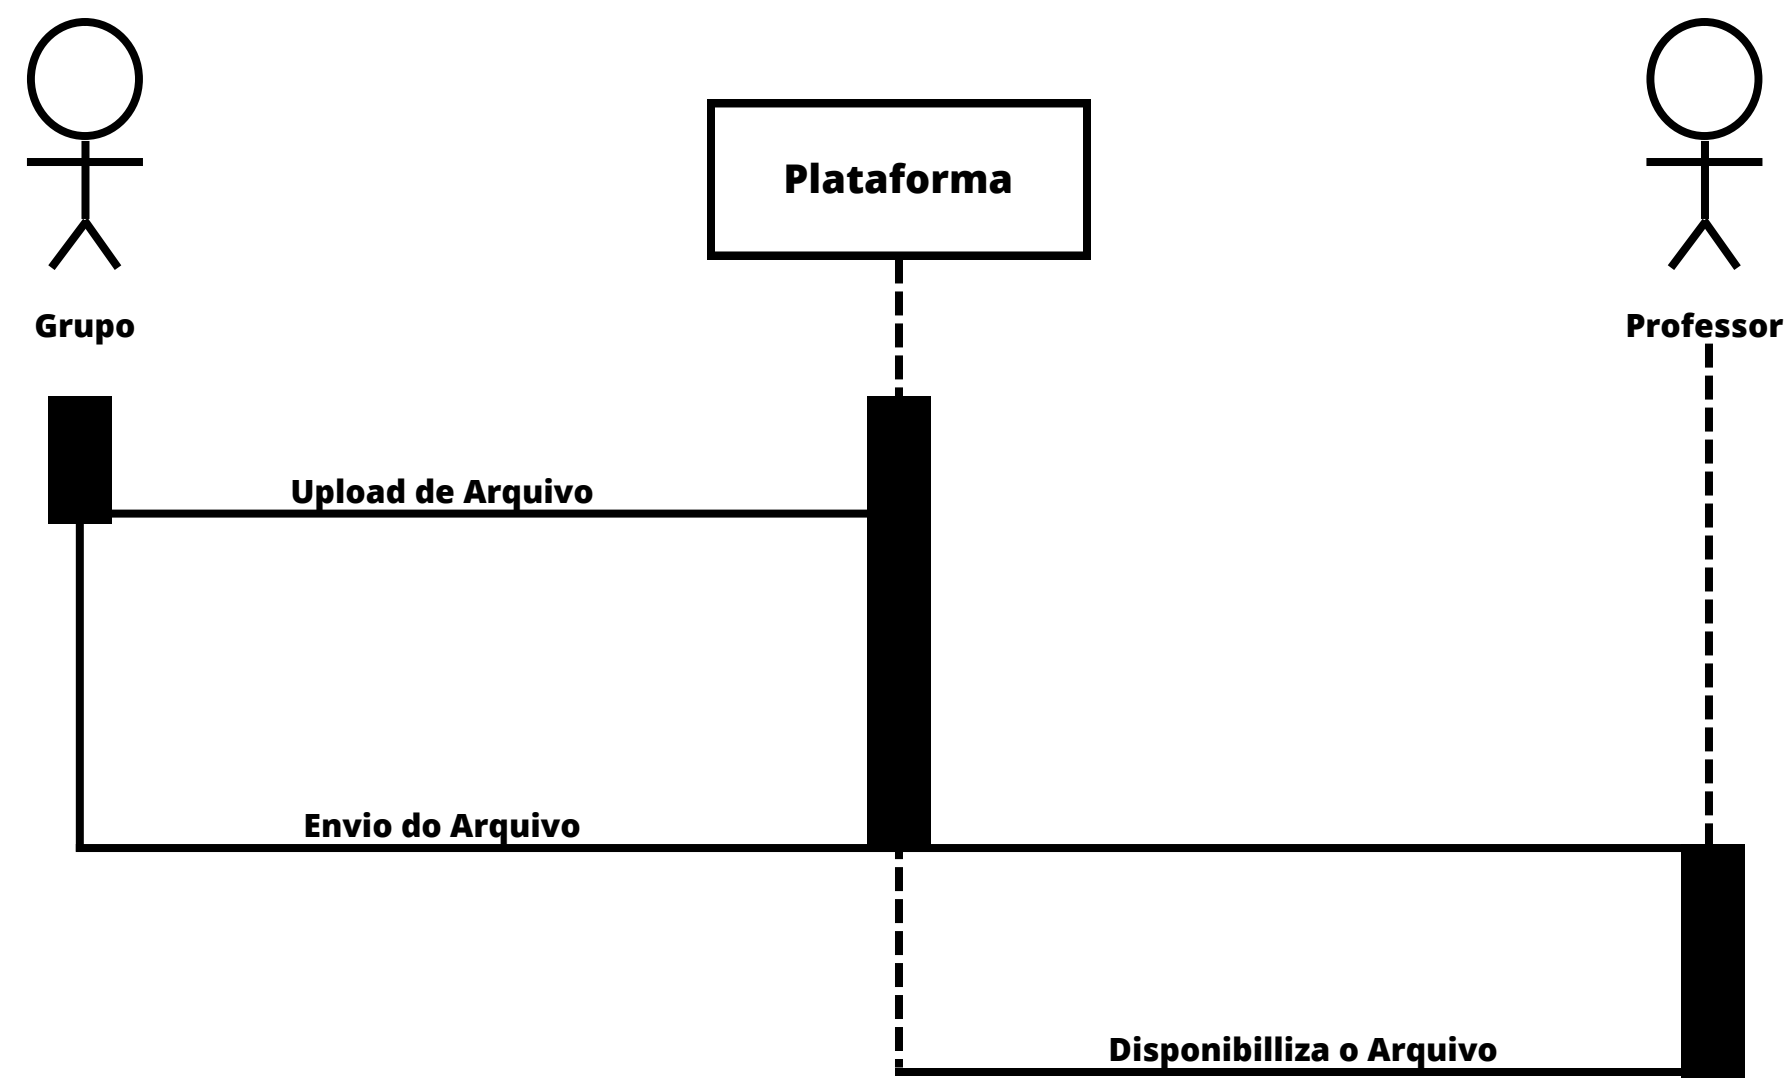 Plataforma
Grupo
Professor
Upload de Arquivo
Envio do Arquivo
Disponibilliza o Arquivo